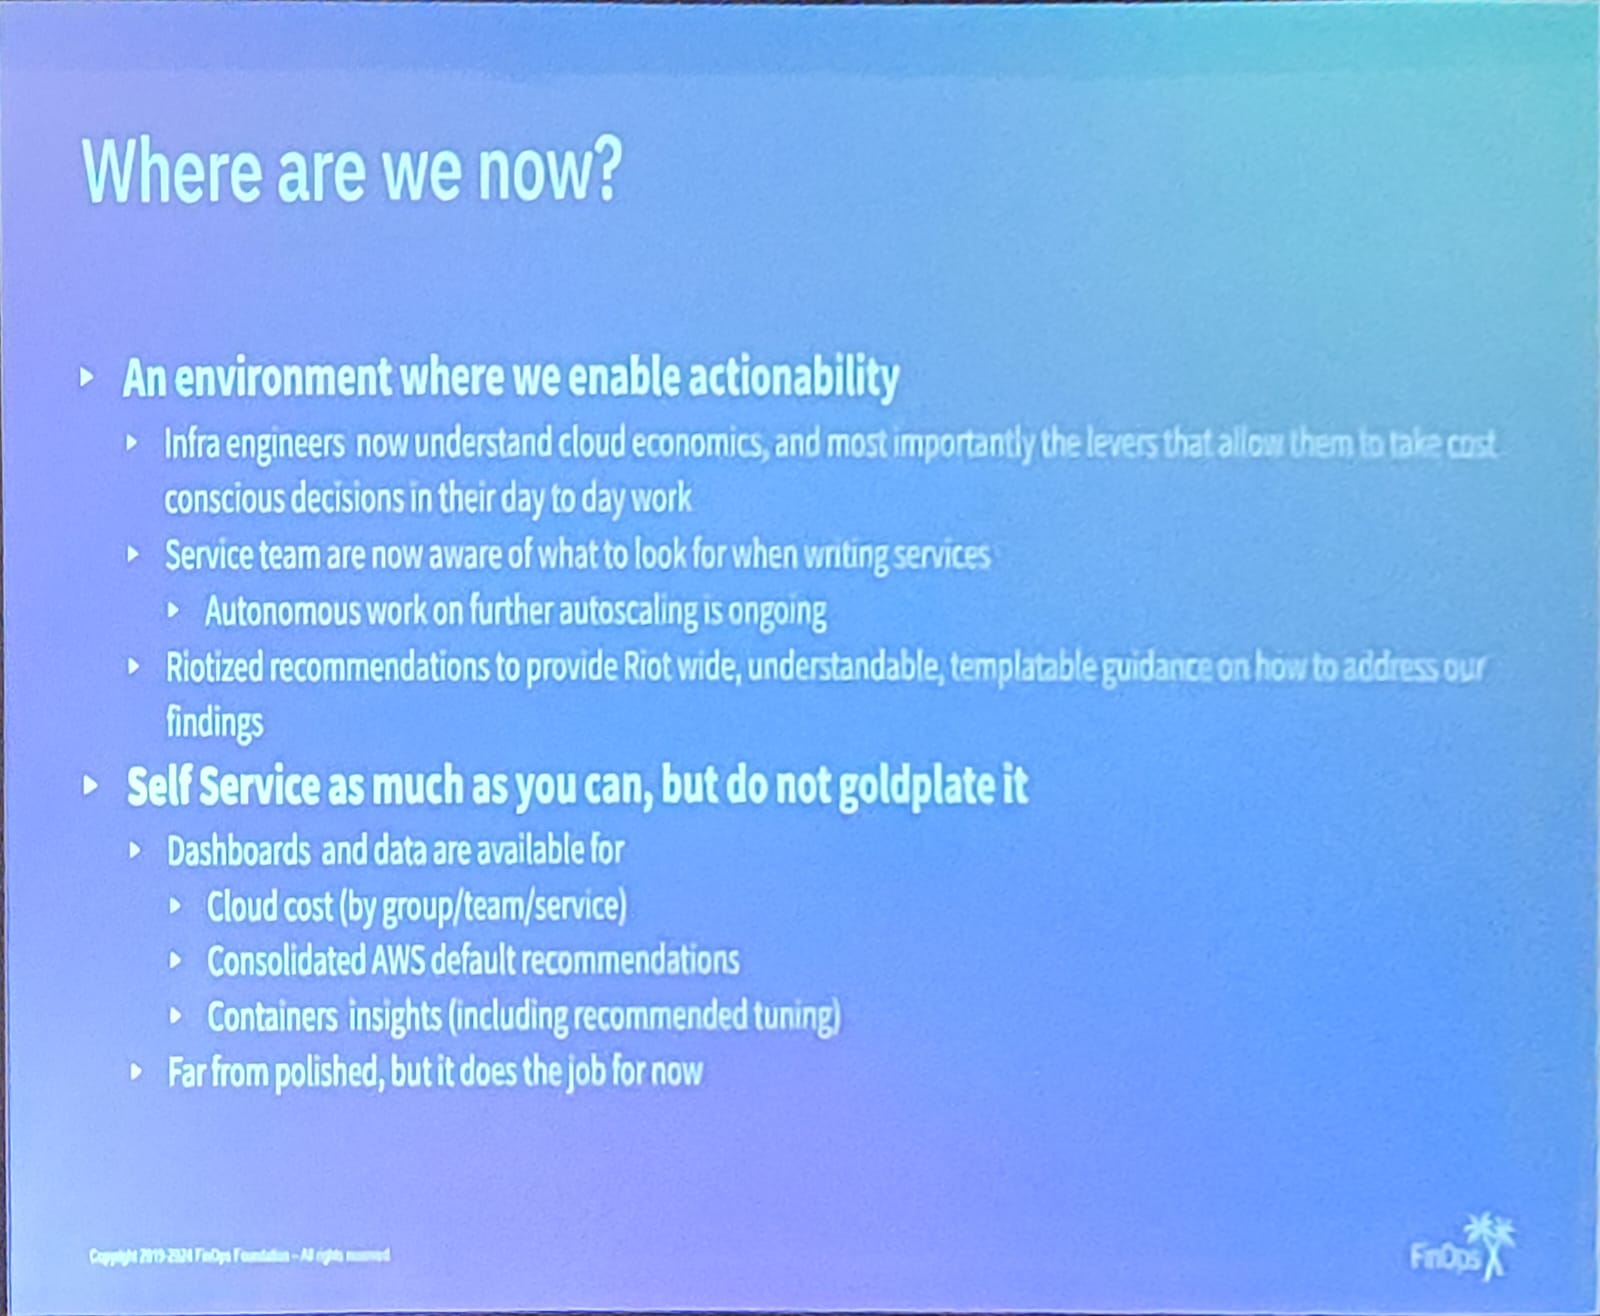 Where are we now?
An environment where we enable actionability
Infra engineers now understand cloud economics, and most importantly the levers that allow them to take cost
conscious decisions in their day to day work
Service team are now aware of what to look for when writing services
Autonomous work on further autoscaling is ongoing
Riotized recommendations to provide Riot wide, understandable, templatable guidance on how to address our
findings
Self Service as much as you can, but do not goldplate it
Dashboards and data are available for
Cloud cost (by group/team/service)
Consolidated AWS default recommendations
Containers insights (including recommended tuning)
Far from polished, but it does the job for now
Copyright 2019-2024 FinOps Foundation – All rights reserved
FinOps X